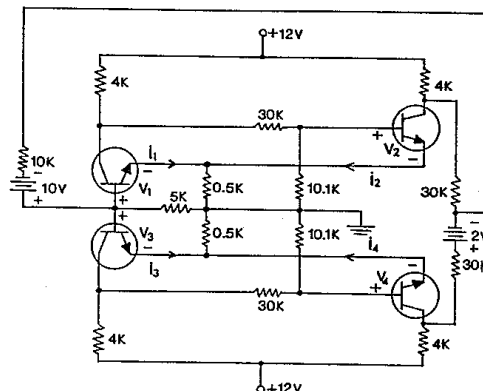 +12V
4K
4K
30K
V2
+
-
i1
i2
10K
-
10V
+
-
V1
+
0.5K
10.1K
30K
5K
+
V3
-
i3
0.5K
10.1K
i4
-
2V
+
V4
-
+
30K
30K
4K
4K
+12V